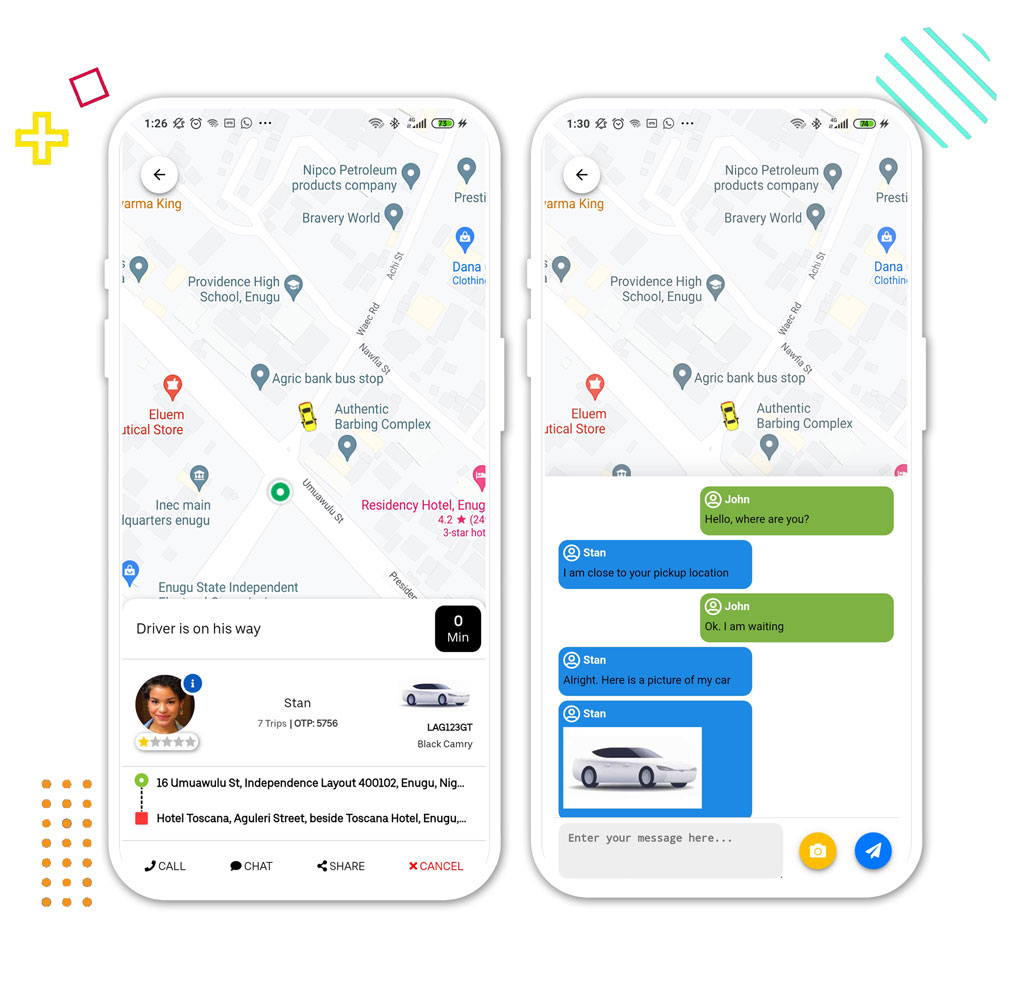 1:26
73
Nipco Petroleum
products company
Presti
varma King
Bravery World
Achi St
Dana
Clothin
Providence High
School, Enugu
Waec Rd
Nawfia St
Agric bank bus stop
Eluem
utical Store
Authentic
Barbing Complex
Inec main
lquarters enugu
Umuawulu St
Residency Hotel, Enug
4.2 ★ (24
3-star hot
Presiden
Enugu State Independent
Driver is on his way
0
Min
Stan
7 Trips | OTP: 5756
LAG123GT
Black Camry
16 Umuawulu St, Independence Layout 400102, Enugu, Nig...
Hotel Toscana, Aguleri Street, beside Toscana Hotel, Enugu,...
CALL
CHAT
SHARE
CANCEL
1:30
4G
74
Nipco Petroleum
products company
Presti
varma King
Bravery World
Achi St
Dana
Clothin
Providence High
School, Enugu
Waec Rd
Nawfia St
Agric bank bus stop
Eluem
utical Store
Authentic
Barbing Complex
John
Hello, where are you?
Stan
I am close to your pickup location
John
Ok. I am waiting
Stan
Alright. Here is a picture of my car
Stan
Enter your message here...